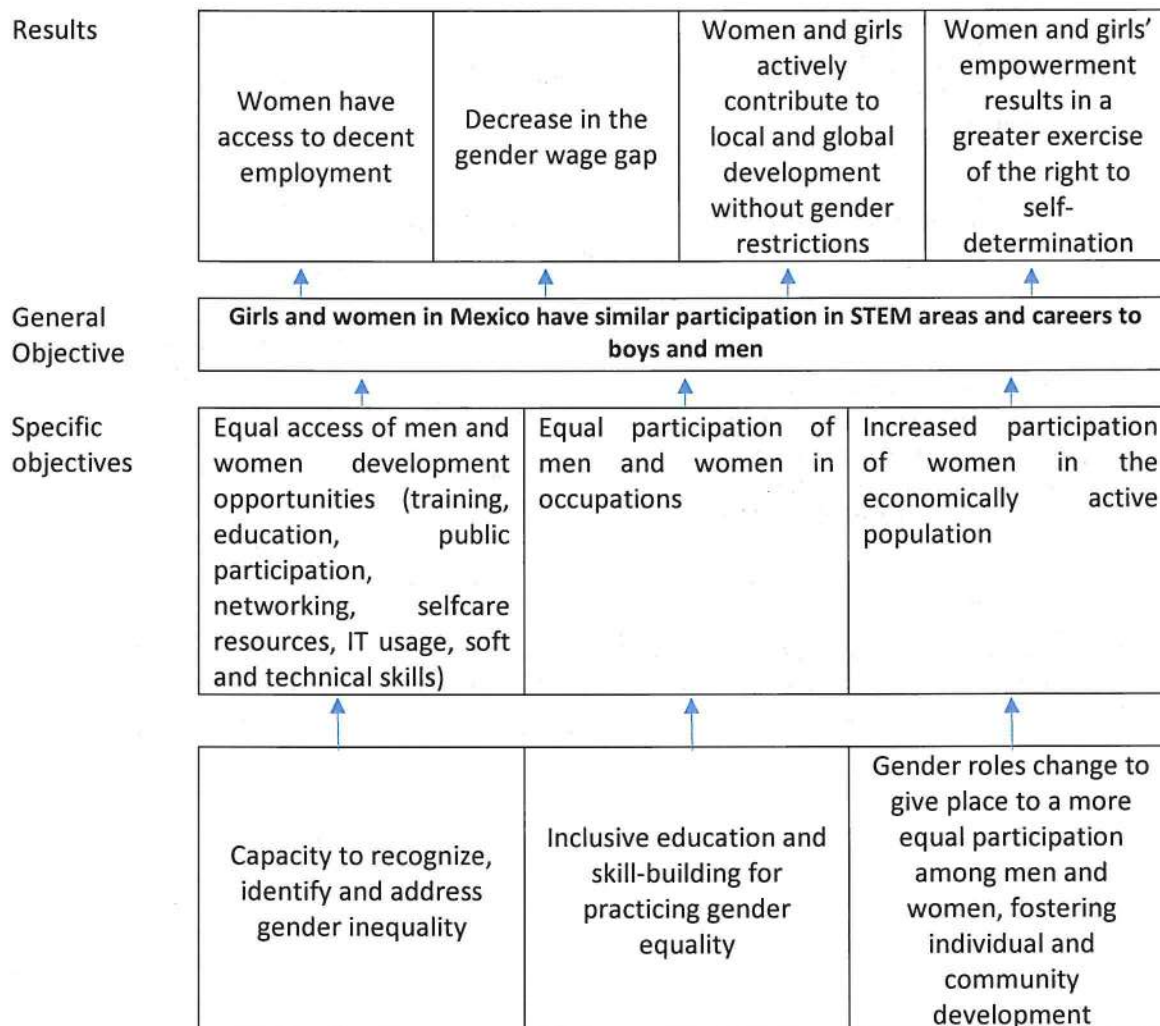 Results
Women have
access to decent
employment
Decrease in the
gender wage gap
Women and girls
actively
contribute to
local and global
development
without gender
restrictions
Women and girls’
empowerment
results in a
greater exercise
of the right to
self-
determination
General
Objective
Girls and women in Mexico have similar participation in STEM areas and careers to
boys and men
Specific
objectives
Equal access of men and
women development
opportunities (training,
education, public
participation,
networking, selfcare
resources, IT usage, soft
and technical skills)
Equal participation of
men and women in
occupations
Increased participation
of women in the
economically active
population
Capacity to recognize,
identify and address
gender inequality
Inclusive education and
skill-building for
practicing gender
equality
Gender roles change to
give place to a more
equal participation
among men and
women, fostering
individual and
community
development